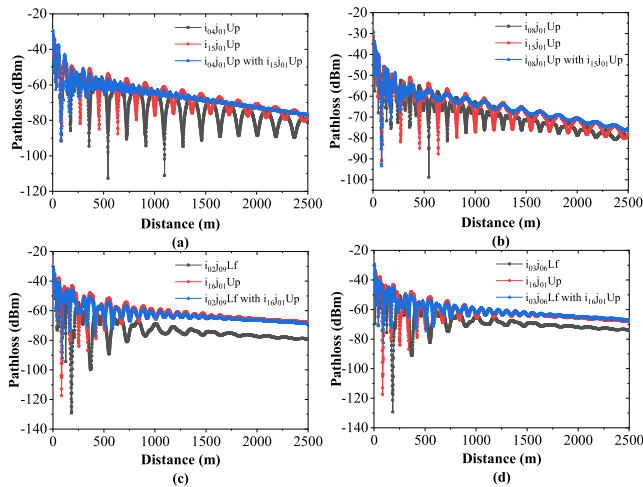 i₀₄j₀₁Up
i₁₅j₀₁Up
i₀₄j₀₁Up with i₁₅j₀₁Up
-20
-40
-60
-80
-100
-120
0
500
1000
1500
2000
2500
Pathloss (dBm)
Distance (m)
(a)
i₀₈j₀₁Up
i₁₅j₀₁Up
i₀₈j₀₁Up with i₁₅j₀₁Up
-20
-30
-40
-50
-60
-70
-80
-90
-100
0
500
1000
1500
2000
2500
Pathloss (dBm)
Distance (m)
(b)
i₀₂j₀₉Lf
i₁₆j₀₁Up
i₀₂j₀₉Lf with i₁₆j₀₁Up
-20
-40
-60
-80
-100
-120
-140
0
500
1000
1500
2000
2500
Pathloss (dBm)
Distance (m)
(c)
i₀₃j₀₆Lf
i₁₆j₀₁Up
i₀₃j₀₆Lf with i₁₆j₀₁Up
-20
-40
-60
-80
-100
-120
-140
0
500
1000
1500
2000
2500
Pathloss (dBm)
Distance (m)
(d)